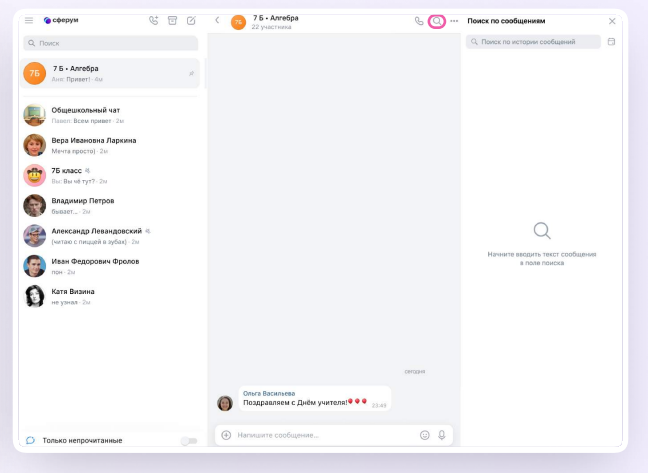 сферум
Поиск
7Б
7 Б • Алгебра
Аня: Привет! · 4м
Общешкольный чат
Павел: Всем привет · 2м
Вера Ивановна Ларкина
Мечта просто) · 2м
7Б класс
Вы: Вы чё тут? · 2м
Владимир Петров
бывает... · 2м
Александр Левандовский
(читаю с пиццей в зубах) · 2м
Иван Федорович Фролов
пон · 2м
Катя Визина
не узнал · 2м
Только непрочитанные
7Б
7 Б • Алгебра
22 участника
сегодня
Ольга Васильева
Поздравляем с Днём учителя!
23:48
Напишите сообщение...
Поиск по сообщениям
Поиск по истории сообщений
Начните вводить текст сообщения
в поле поиска